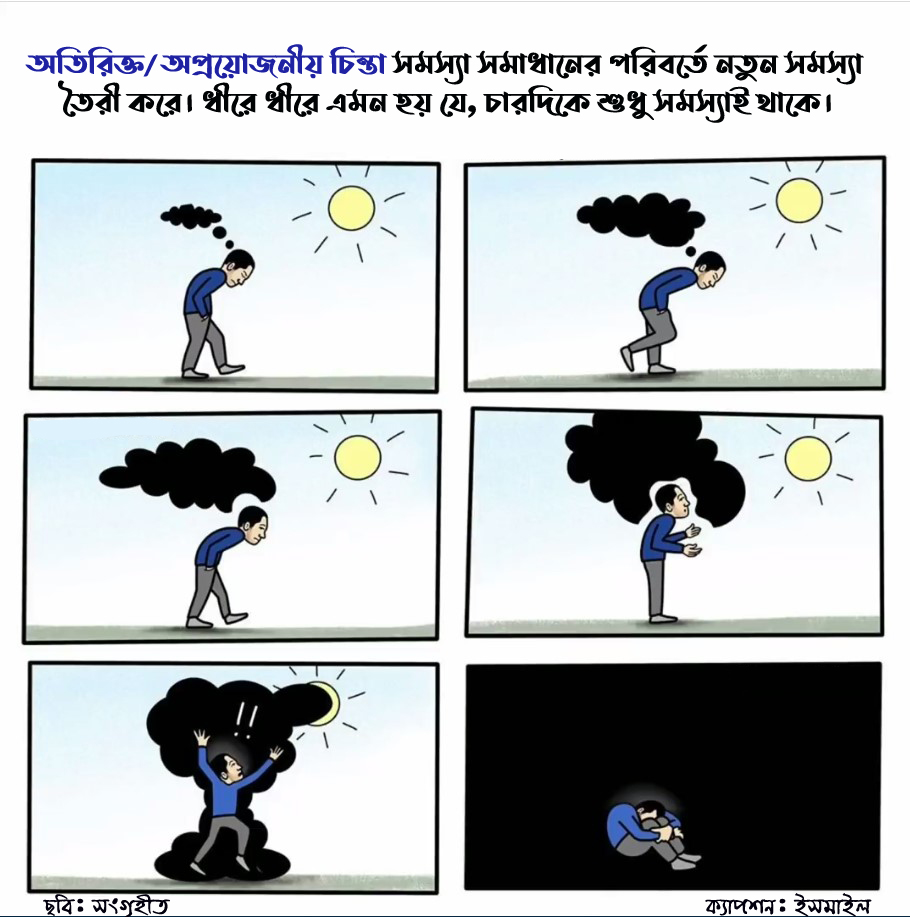 অতিরিক্ত/অপ্রয়োজনীয় চিন্তা সমস্যা সমাধানের পরিবর্তে নতুন সমস্যা
তৈরী করে। ধীরে ধীরে এমন হয় যে, চারদিকে শুধু সমস্যাই থাকে।
!!
ছবি: সংগৃহীত
ক্যাপশন: ইসমাইল